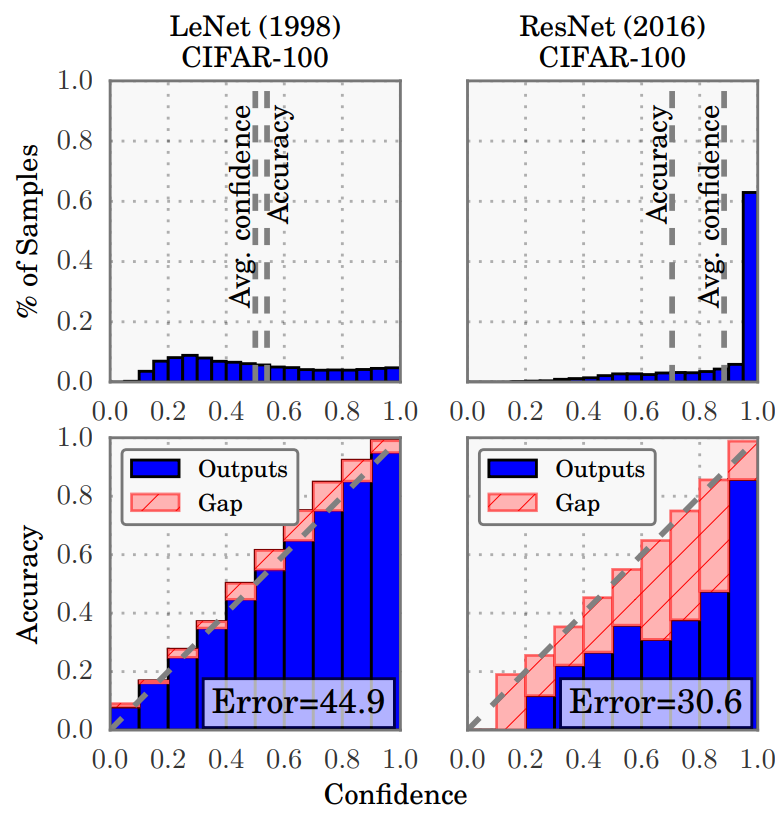 LeNet (1998)
CIFAR-100
ResNet (2016)
CIFAR-100
% of Samples
1.0
0.8
0.6
0.4
0.2
0.0
Avg. confidence
Accuracy
Accuracy
Avg. confidence
0.0 0.2 0.4 0.6 0.8 1.0
0.0 0.2 0.4 0.6 0.8 1.0
Accuracy
1.0
0.8
0.6
0.4
0.2
0.0
Outputs
Gap
Error=44.9
Outputs
Gap
Error=30.6
0.0 0.2 0.4 0.6 0.8 1.0
0.0 0.2 0.4 0.6 0.8 1.0
Confidence